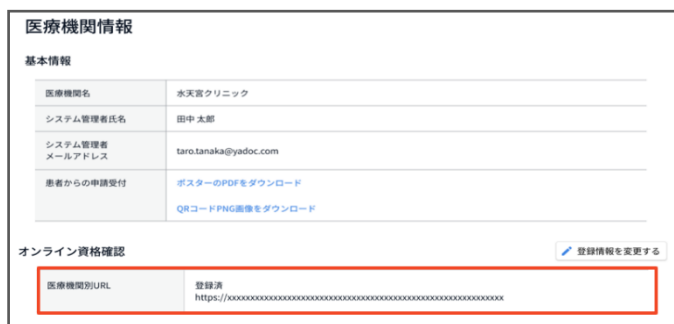 医療機関情報
基本情報
医療機関名 水天宮クリニック
システム管理者氏名 田中 太郎
システム管理者
メールアドレス taro.tanaka@yadoc.com
患者からの申請受付 ポスターのPDFをダウンロード
QRコードPNG画像をダウンロード
オンライン資格確認 登録情報を変更する
医療機関別URL 登録済
https://xxxxxxxxxxxxxxxxxxxxxxxxxxxxxxxxxxxxxxxxxxxxxxxxxxxxxxxxxxxx